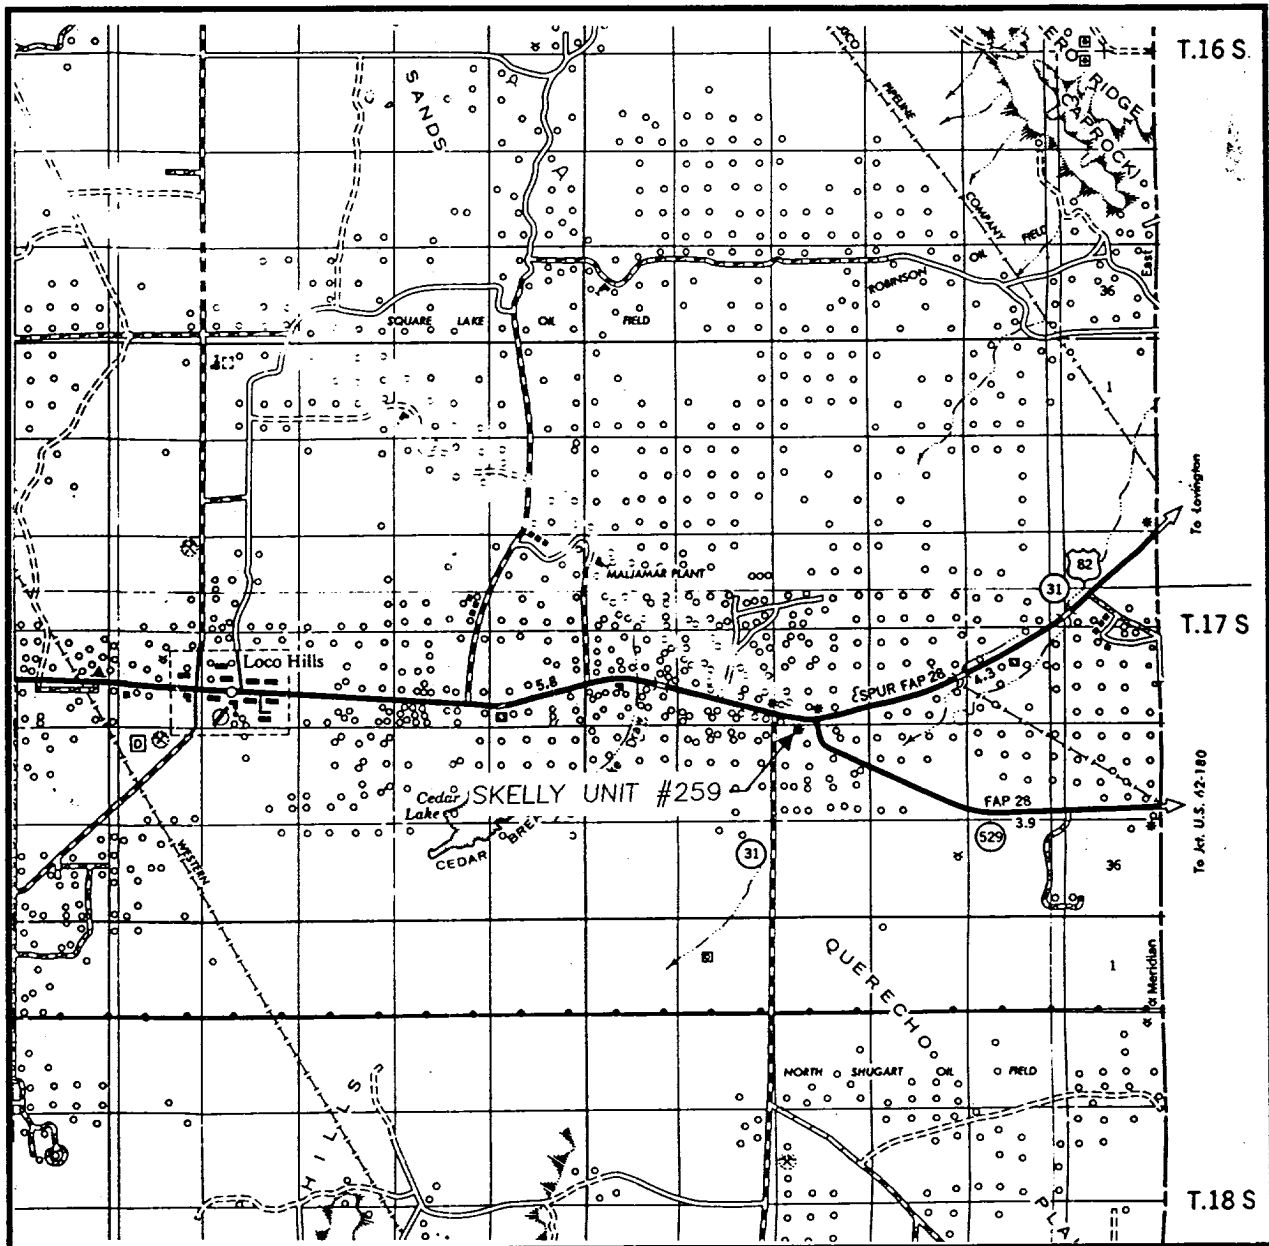 T.16 S.
SANDS
LOCO
PIPELINE
COMPANY
RIDGE
(CAPROCK)
ROBINSON OIL FIELD
East
36
SQUARE LAKE OIL FIELD
1
To Lovington
82
31
MALJAMAR PLANT
T.17 S
Loco Hills
5.8
(SPUR FAP 28)
4.3
Draw
D
Cedar
Lake
SKELLY UNIT #259
CEDAR
FAP 28
3.9
529
31
To Jct. U.S. 62-180
WESTERN
36
QUERECHO
1
Meridian
NORTH SHUGART OIL FIELD
HILLS
T.18 S